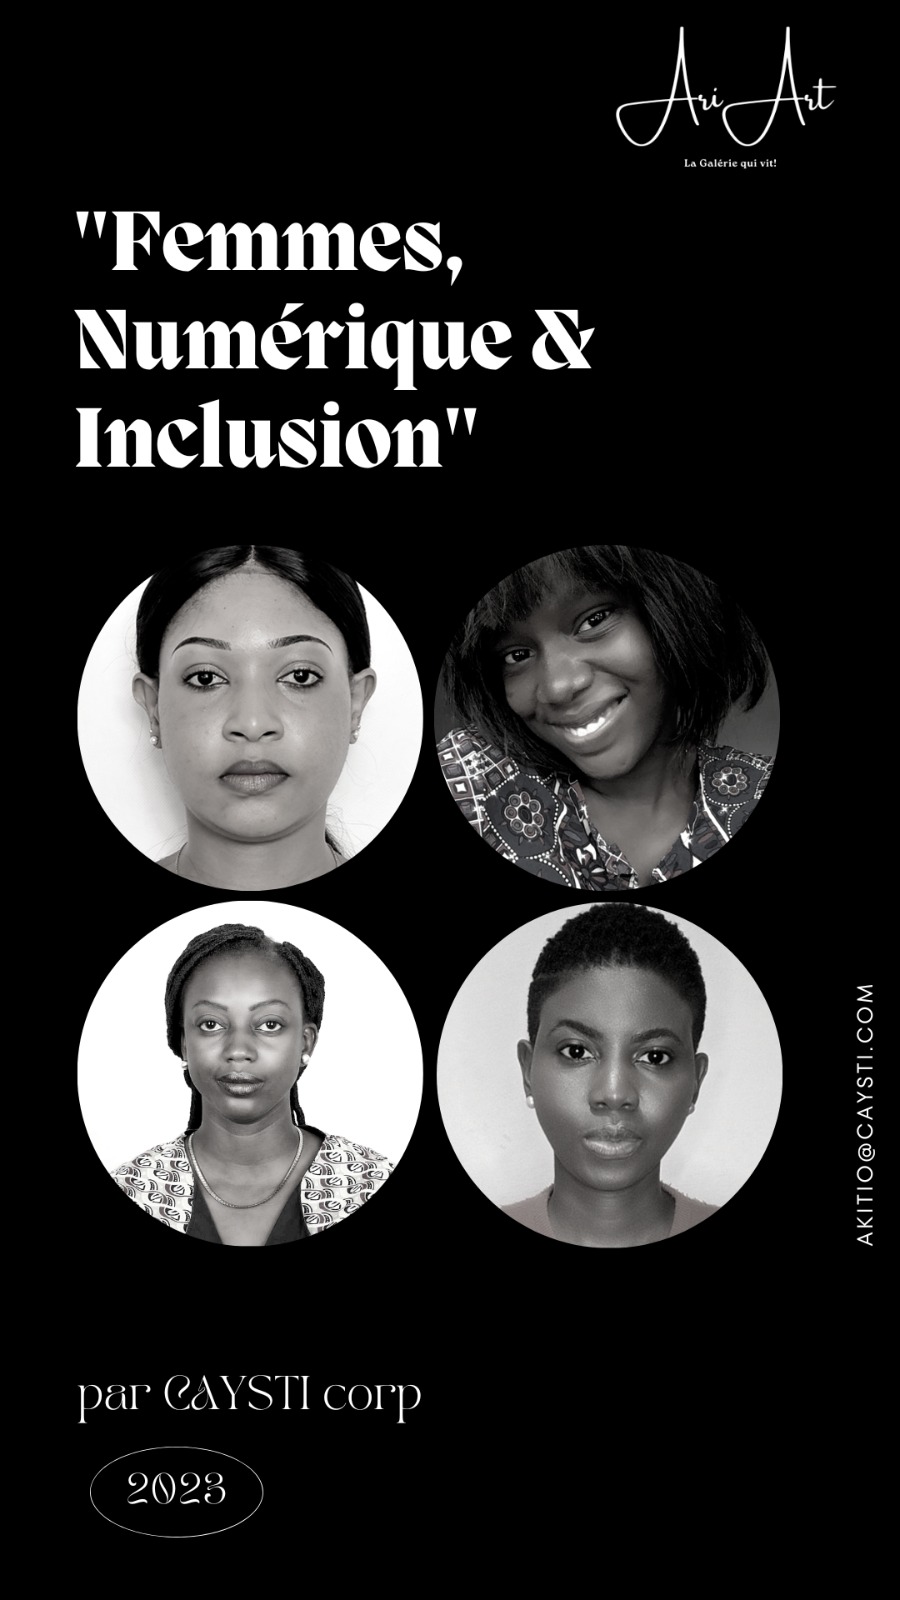 Ari Art
La Galérie qui vit!
"Femmes,
Numérique &
Inclusion"
AKITIO@CAYSTI.COM
par CAYSTI corp
2023